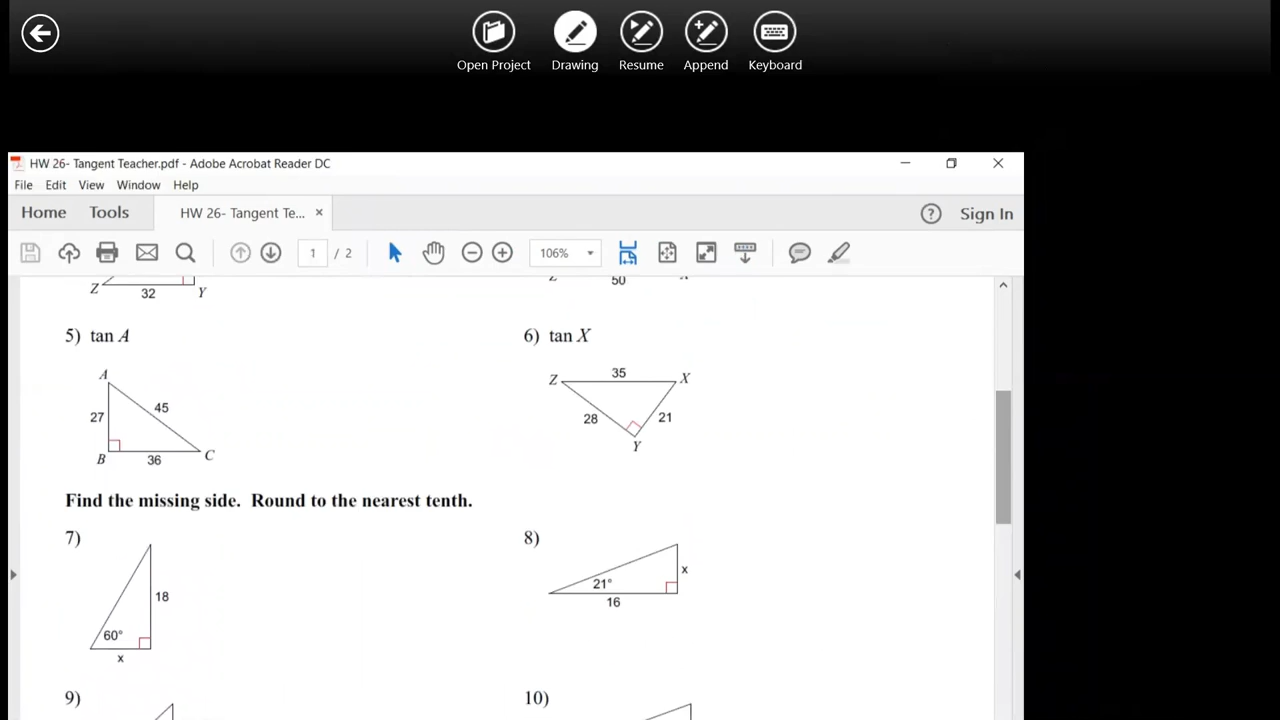 Open Project Drawing Resume Append Keyboard
HW 26- Tangent Teacher.pdf - Adobe Acrobat Reader DC
File Edit View Window Help
Home Tools HW 26- Tangent Te... × ? Sign In
1 / 2 106%
Z 32 Y
50
5) tan A
6) tan X
A
27 45
B 36 C
35
Z X
28 21
Y
Find the missing side. Round to the nearest tenth.
7)
18
60°
x
8)
x
21°
16
9)
10)